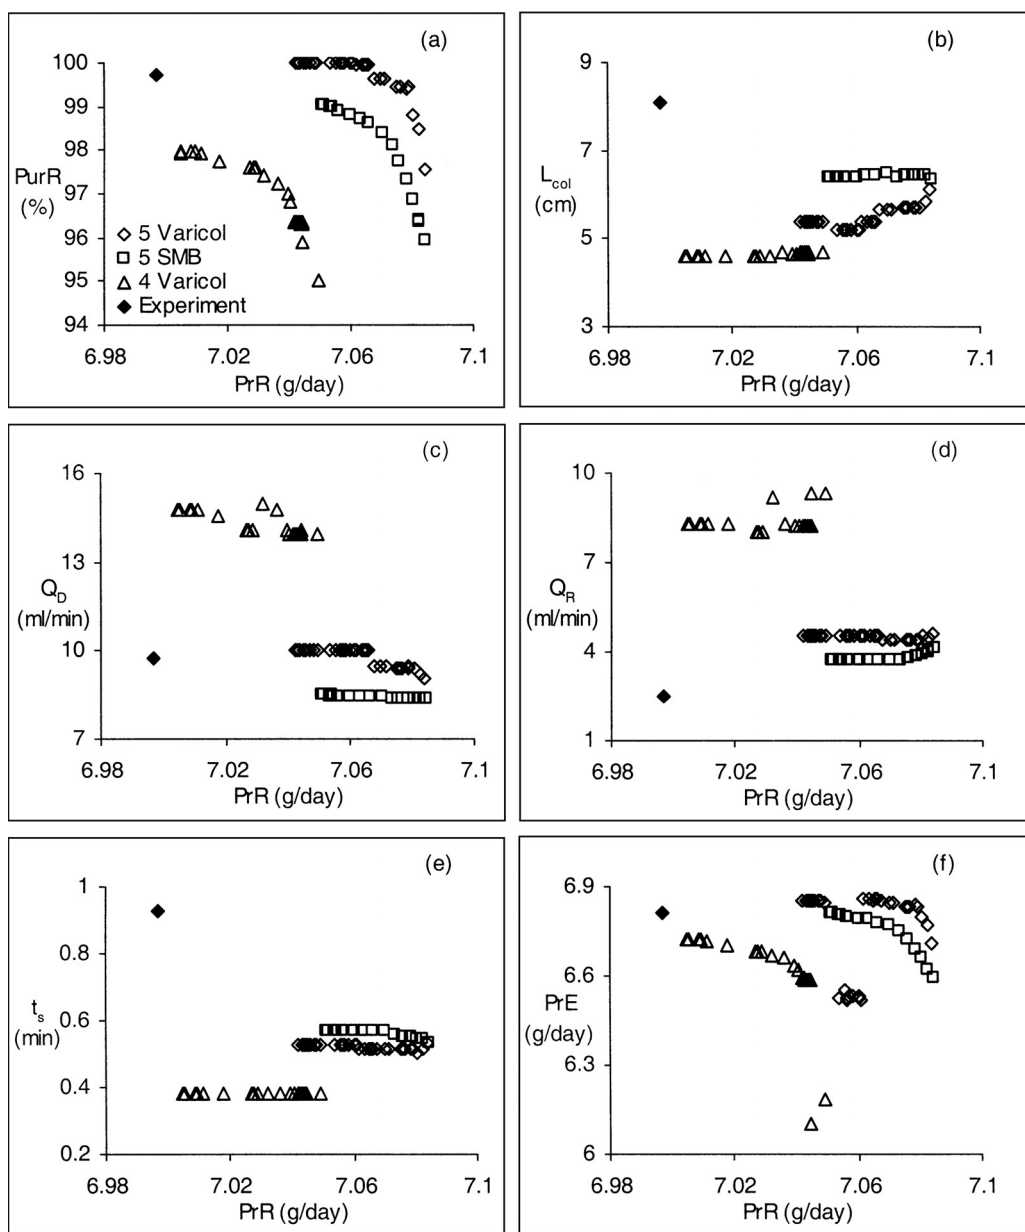 (a)
100
99
98
PurR
97
(%)
96
95
94
5 Varicol
5 SMB
4 Varicol
Experiment
6.98 7.02 7.06 7.1
PrR (g/day)
(b)
9
7
L_col
(cm)
5
3
6.98 7.02 7.06 7.1
PrR (g/day)
(c)
16
13
Q_D
(ml/min)
10
7
6.98 7.02 7.06 7.1
PrR (g/day)
(d)
10
7
Q_R
(ml/min)
4
1
6.98 7.02 7.06 7.1
PrR (g/day)
(e)
1
0.8
0.6
t_s
(min)
0.4
0.2
6.98 7.02 7.06 7.1
PrR (g/day)
(f)
6.9
6.6
PrE
(g/day)
6.3
6
6.98 7.02 7.06 7.1
PrR (g/day)